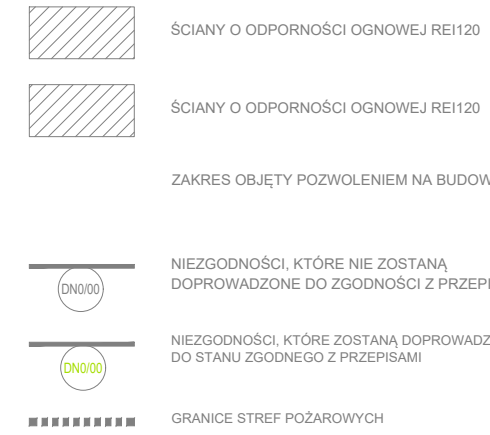 ŚCIANY O ODPORNOŚCI OGNOWEJ REI120
ŚCIANY O ODPORNOŚCI OGNOWEJ REI120
ZAKRES OBJĘTY POZWOLENIEM NA BUDOW
NIEZGODNOŚCI, KTÓRE NIE ZOSTANĄ
DOPROWADZONE DO ZGODNOŚCI Z PRZEPI
DN0/00
NIEZGODNOŚCI, KTÓRE ZOSTANĄ DOPROWADZ
DO STANU ZGODNEGO Z PRZEPISAMI
DN0/00
GRANICE STREF POŻAROWYCH